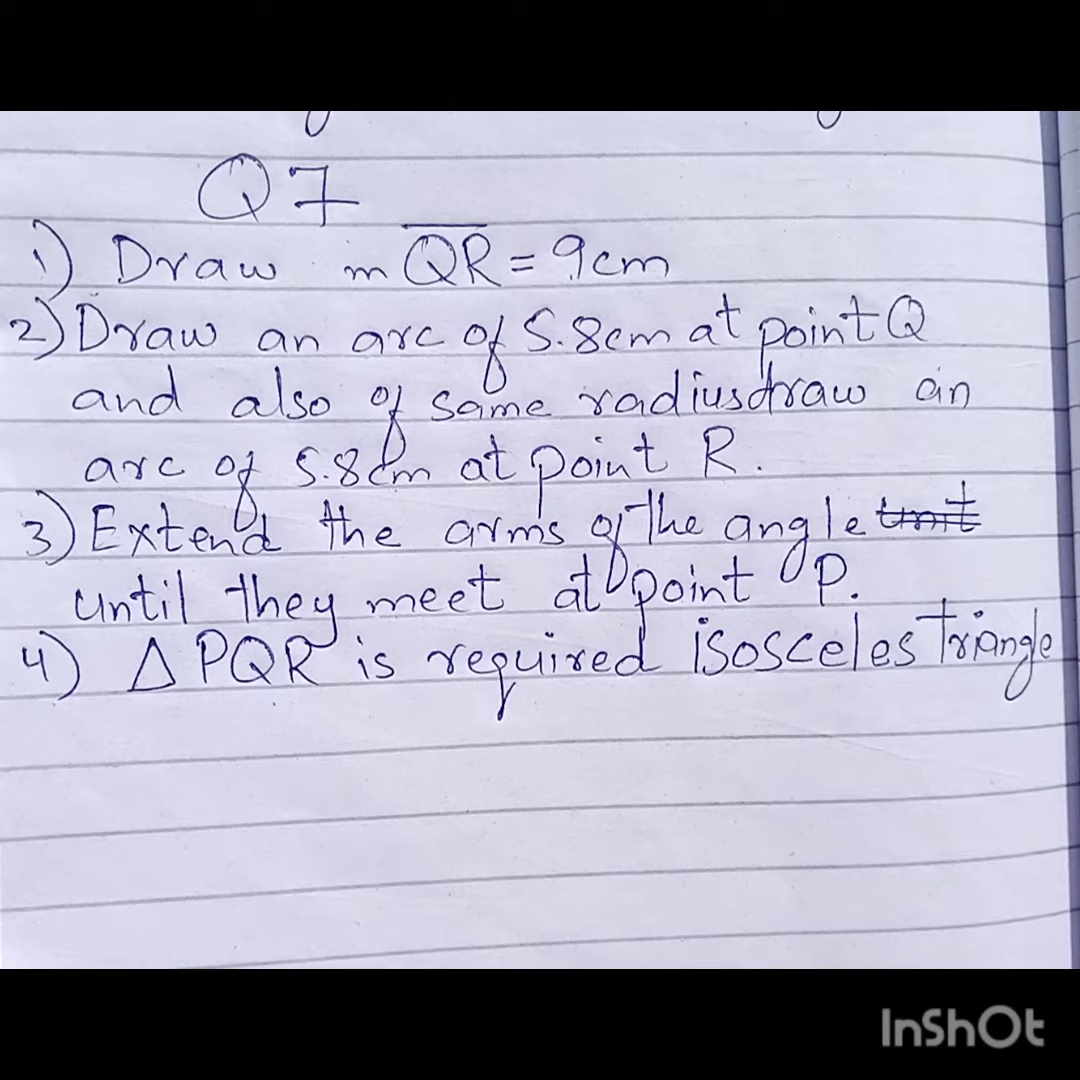 Q7
1) Draw m QR = 9cm
2) Draw an arc of 5.8cm at point Q
and also of same radius draw an
arc of 5.8cm at point R.
3) Extend the arms of the angle
until they meet at point P.
4) Δ PQR is required isosceles Triangle
InShOt